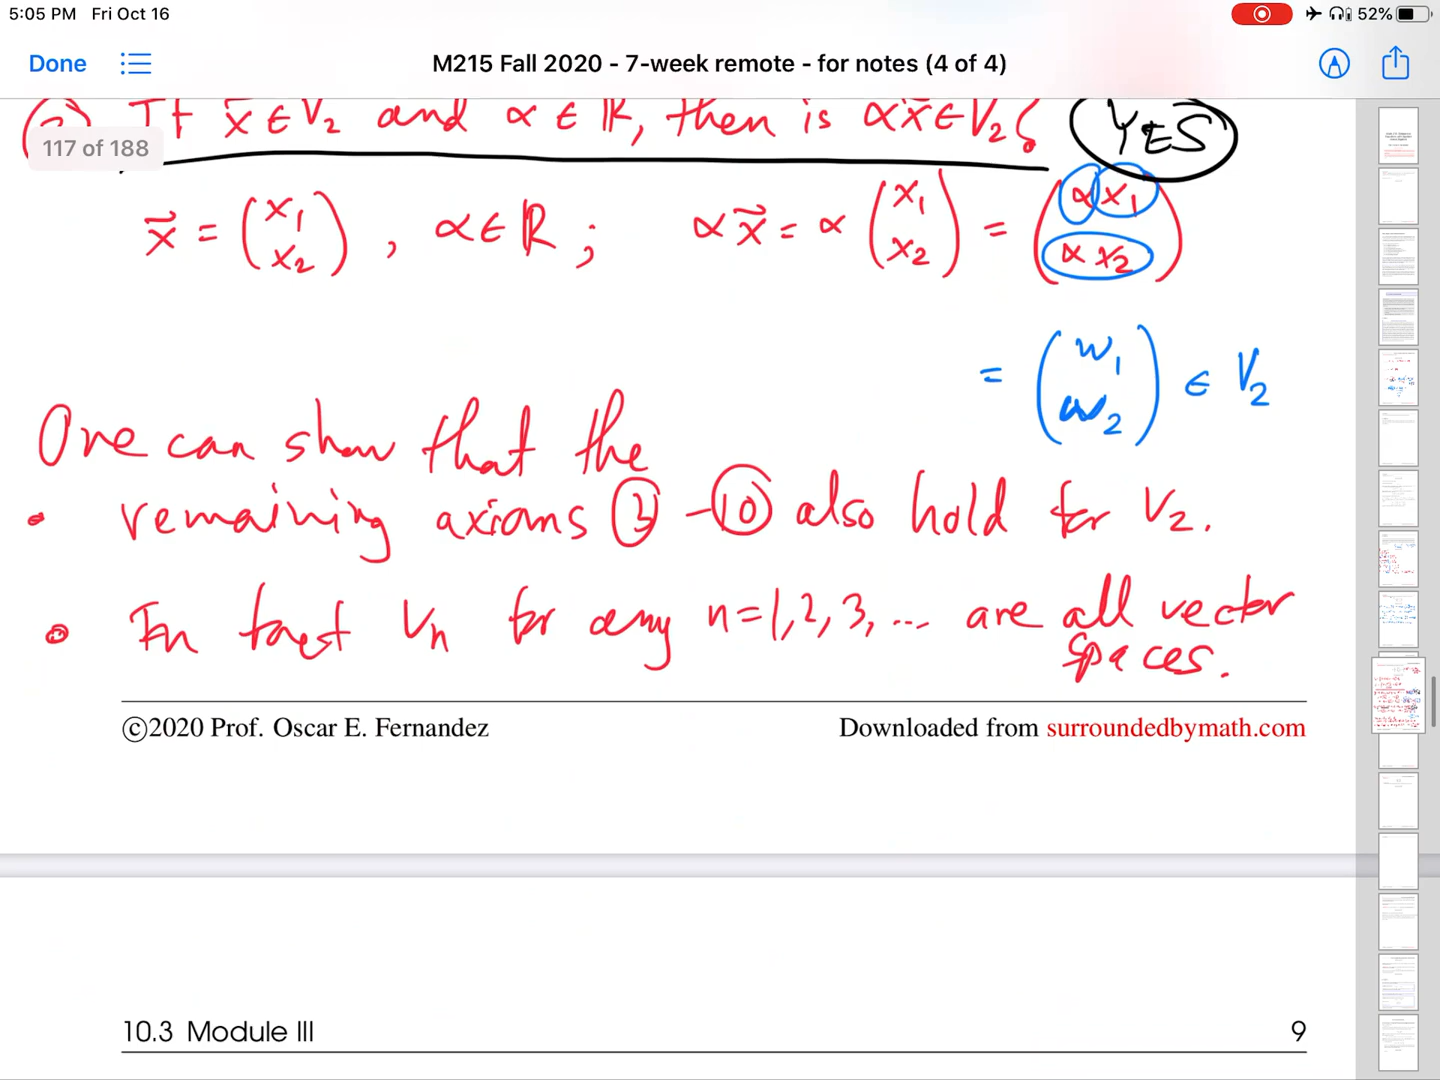 5:05 PM Fri Oct 16
52%
Done
M215 Fall 2020 - 7-week remote - for notes (4 of 4)
117 of 188
If x⃗ ∈ V₂ and α ∈ ℝ, then is αx⃗ ∈ V₂? YES
x⃗ = (x₁ x₂), α ∈ ℝ; αx⃗ = α (x₁ x₂) = (αx₁ αx₂)
= (w₁ w₂) ∈ V₂
One can show that the
• remaining axioms ③ – ⑩ also hold for V₂.
• In fact Vn for any n=1,2,3,... are all vector
spaces.
©2020 Prof. Oscar E. Fernandez
Downloaded from surroundedbymath.com
10.3 Module III
9